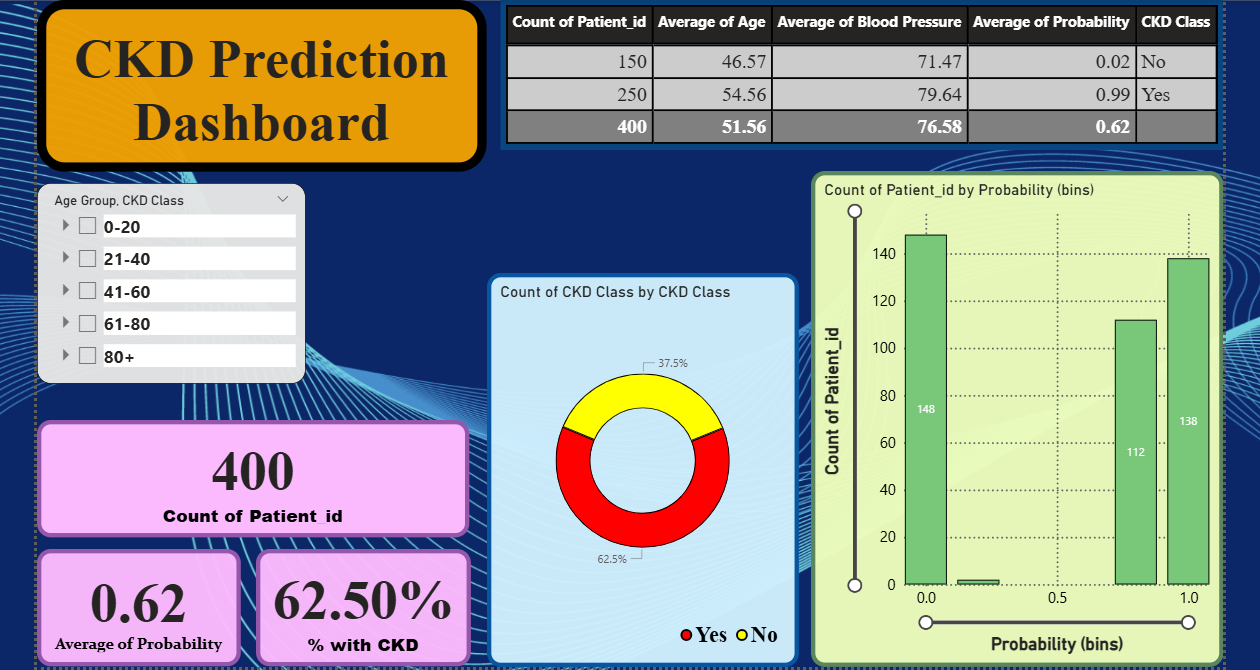 CKD Prediction
Dashboard
Count of Patient_id Average of Age Average of Blood Pressure Average of Probability CKD Class
150 46.57 71.47 0.02 No
250 54.56 79.64 0.99 Yes
400 51.56 76.58 0.62
Age Group, CKD Class
0-20
21-40
41-60
61-80
80+
400
Count of Patient_id
0.62
Average of Probability
62.50%
% with CKD
Count of CKD Class by CKD Class
37.5%
62.5%
Yes No
Count of Patient_id by Probability (bins)
Count of Patient_id
140
120
100
80
60
40
20
0
148
112
138
0.0 0.5 1.0
Probability (bins)